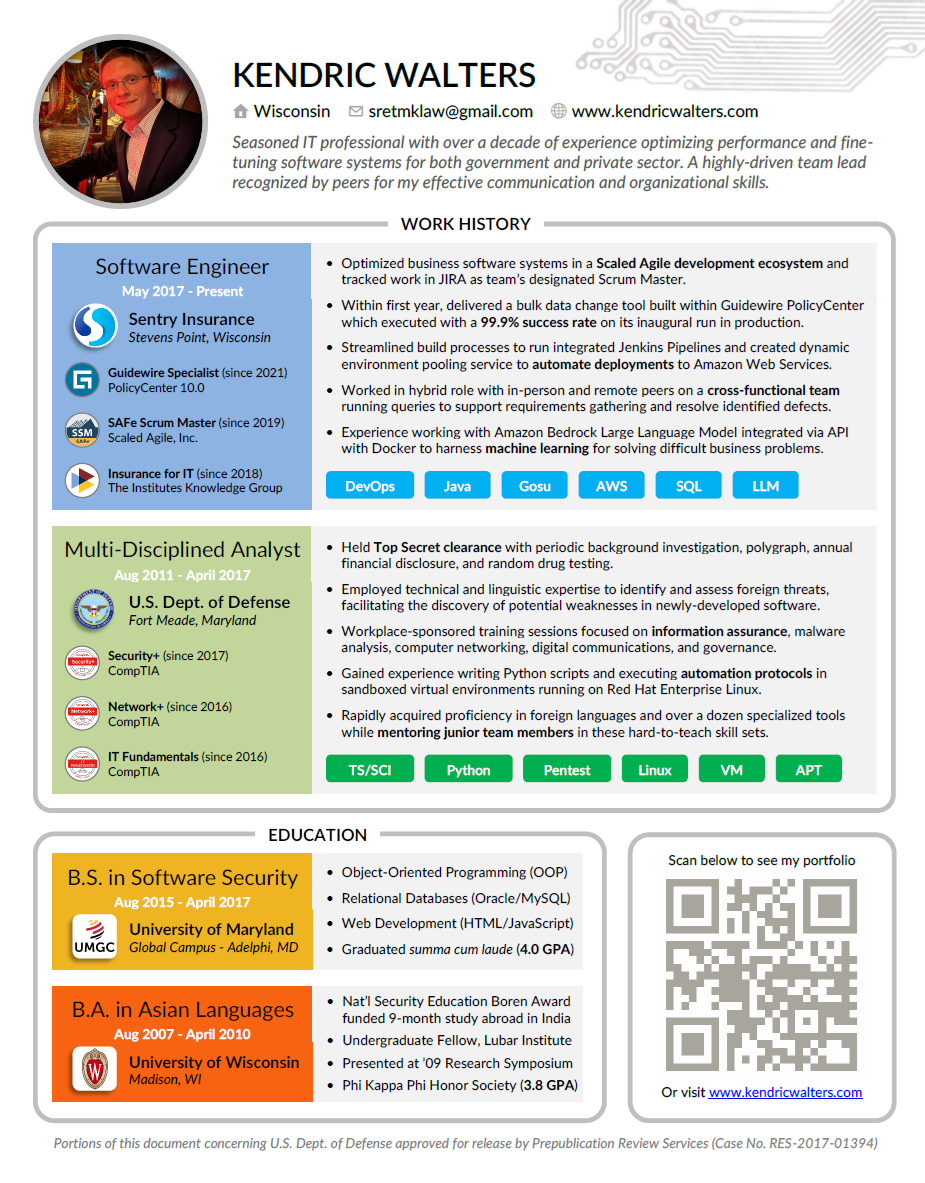 KENDRIC WALTERS
Wisconsin sretmklaw@gmail.com www.kendricwalters.com
Seasoned IT professional with over a decade of experience optimizing performance and fine-
tuning software systems for both government and private sector. A highly-driven team lead
recognized by peers for my effective communication and organizational skills.
WORK HISTORY
Software Engineer
May 2017 - Present
Sentry Insurance
Stevens Point, Wisconsin
Guidewire Specialist (since 2021)
PolicyCenter 10.0
SSM
SAFe
SAFe Scrum Master (since 2019)
Scaled Agile, Inc.
Insurance for IT (since 2018)
The Institutes Knowledge Group
• Optimized business software systems in a Scaled Agile development ecosystem and
tracked work in JIRA as team's designated Scrum Master.
• Within first year, delivered a bulk data change tool built within Guidewire PolicyCenter
which executed with a 99.9% success rate on its inaugural run in production.
• Streamlined build processes to run integrated Jenkins Pipelines and created dynamic
environment pooling service to automate deployments to Amazon Web Services.
• Worked in hybrid role with in-person and remote peers on a cross-functional team
running queries to support requirements gathering and resolve identified defects.
• Experience working with Amazon Bedrock Large Language Model integrated via API
with Docker to harness machine learning for solving difficult business problems.
DevOps Java Gosu AWS SQL LLM
Multi-Disciplined Analyst
Aug 2011 - April 2017
U.S. Dept. of Defense
Fort Meade, Maryland
Security+
Security+ (since 2017)
CompTIA
Network+
Network+ (since 2016)
CompTIA
IT Fundamentals (since 2016)
CompTIA
• Held Top Secret clearance with periodic background investigation, polygraph, annual
financial disclosure, and random drug testing.
• Employed technical and linguistic expertise to identify and assess foreign threats,
facilitating the discovery of potential weaknesses in newly-developed software.
• Workplace-sponsored training sessions focused on information assurance, malware
analysis, computer networking, digital communications, and governance.
• Gained experience writing Python scripts and executing automation protocols in
sandboxed virtual environments running on Red Hat Enterprise Linux.
• Rapidly acquired proficiency in foreign languages and over a dozen specialized tools
while mentoring junior team members in these hard-to-teach skill sets.
TS/SCI Python Pentest Linux VM APT
EDUCATION
B.S. in Software Security
Aug 2015 - April 2017
UMGC
University of Maryland
Global Campus - Adelphi, MD
• Object-Oriented Programming (OOP)
• Relational Databases (Oracle/MySQL)
• Web Development (HTML/JavaScript)
• Graduated summa cum laude (4.0 GPA)
B.A. in Asian Languages
Aug 2007 - April 2010
W
University of Wisconsin
Madison, WI
• Nat'l Security Education Boren Award
funded 9-month study abroad in India
• Undergraduate Fellow, Lubar Institute
• Presented at '09 Research Symposium
• Phi Kappa Phi Honor Society (3.8 GPA)
Scan below to see my portfolio
Or visit www.kendricwalters.com
Portions of this document concerning U.S. Dept. of Defense approved for release by Prepublication Review Services (Case No. RES-2017-01394)